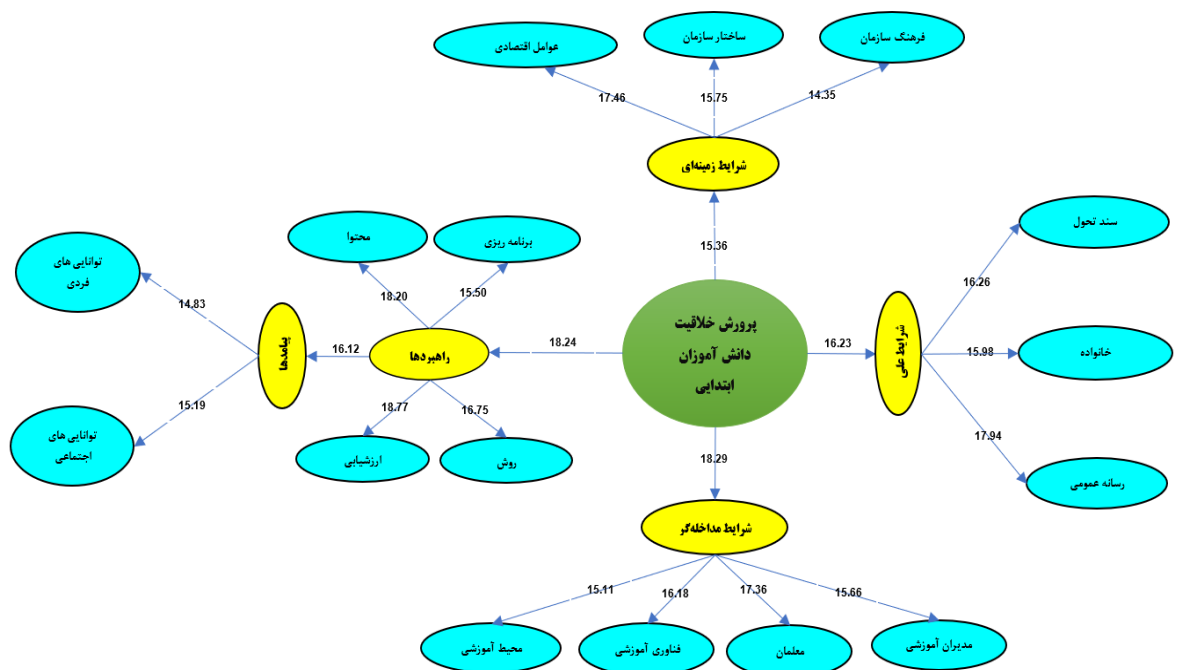 عوامل اقتصادی
ساختار سازمان
فرهنگ سازمان
17.46
15.75
14.35
شرایط زمینه‌ای
15.36
سند تحول
16.26
خانواده
15.98
رسانه عمومی
17.94
شرایط علی
16.23
پرورش خلاقیت
دانش آموزان
ابتدایی
18.24
راهبردها
محتوا
برنامه ریزی
18.20
15.50
18.77
16.75
ارزشیابی
روش
16.12
پیامدها
14.83
توانایی های
فردی
15.19
توانایی های
اجتماعی
18.29
شرایط مداخله‌گر
15.11
16.18
17.36
15.66
محیط آموزشی
فناوری آموزشی
معلمان
مدیران آموزشی